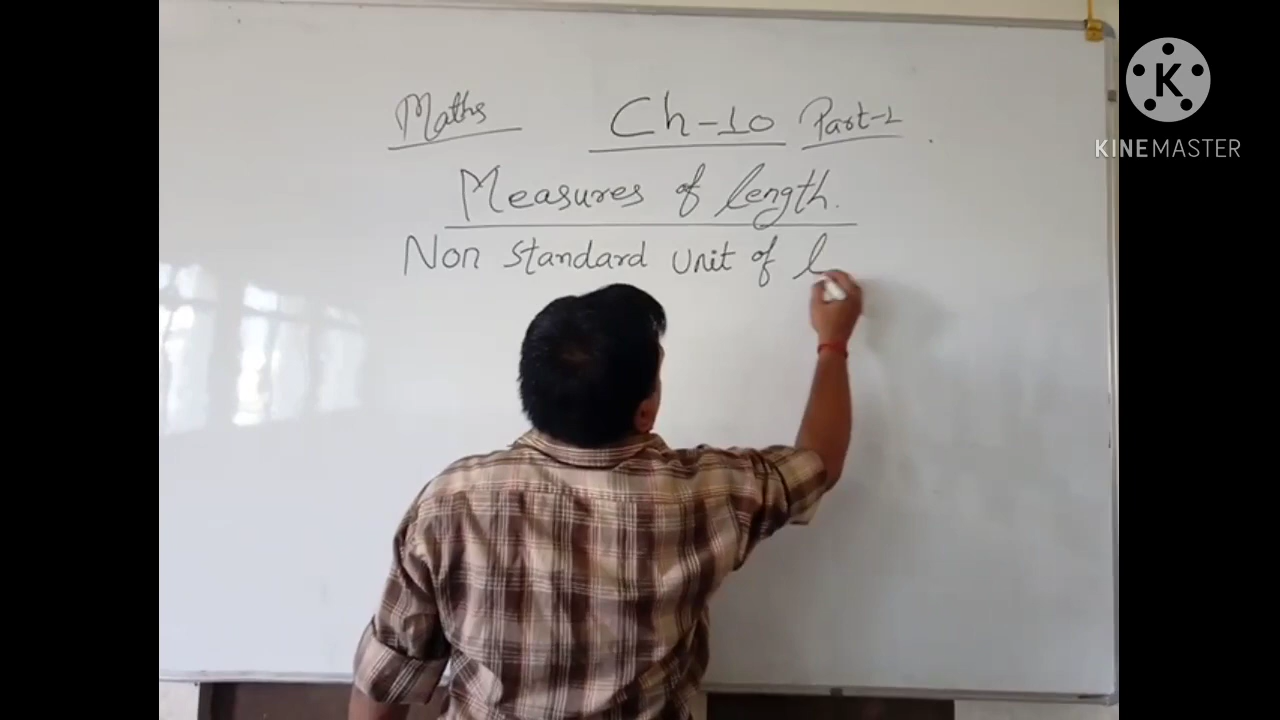 Maths Ch-10 Part-1
Measures of length.
Non standard unit of l
K
KINEMASTER